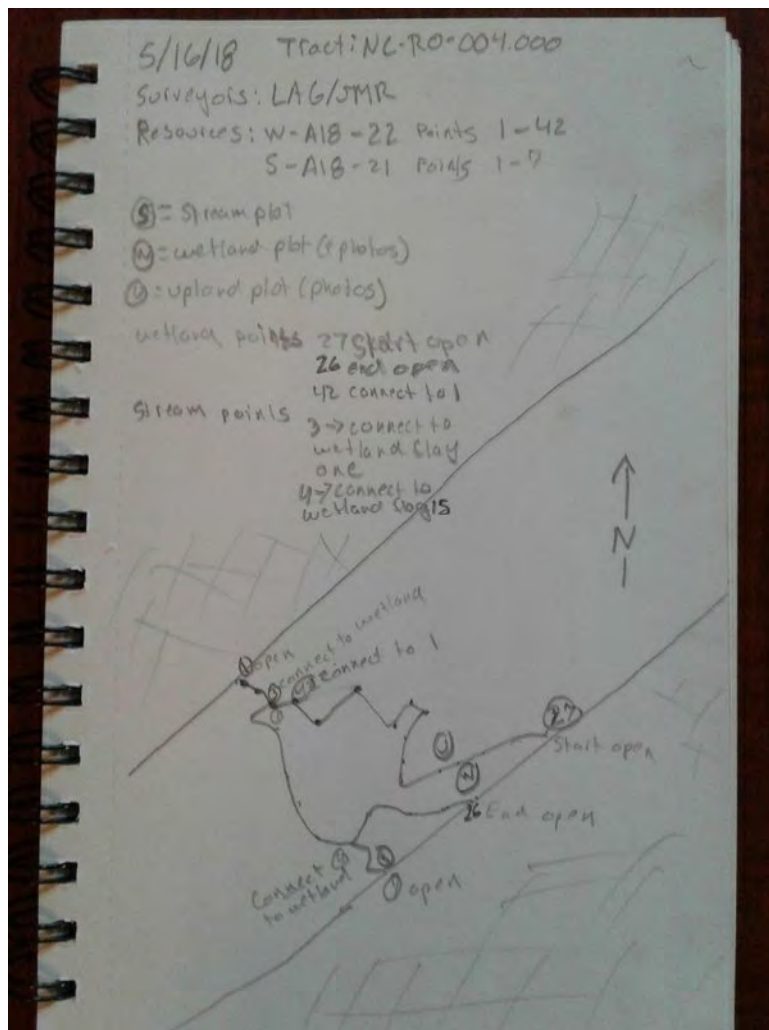 5/16/18 Tract: NC-RO-004.000
Surveyors: LAG/JMR
Resources: W-A18-22 Points 1-42
S-A18-21 Points 1-7
S = Stream plot
W = wetland plot (+ photos)
U = upland plot (photos)
wetland points 27 Start open
26 end open
42 connect to 1
Stream points 3 → connect to
wetland flag
one
4 → connect to
wetland flag 15
N
open
connect to wetland
42 connect to 1
27
Start open
U
W
26 End open
Connect
to wetland
open